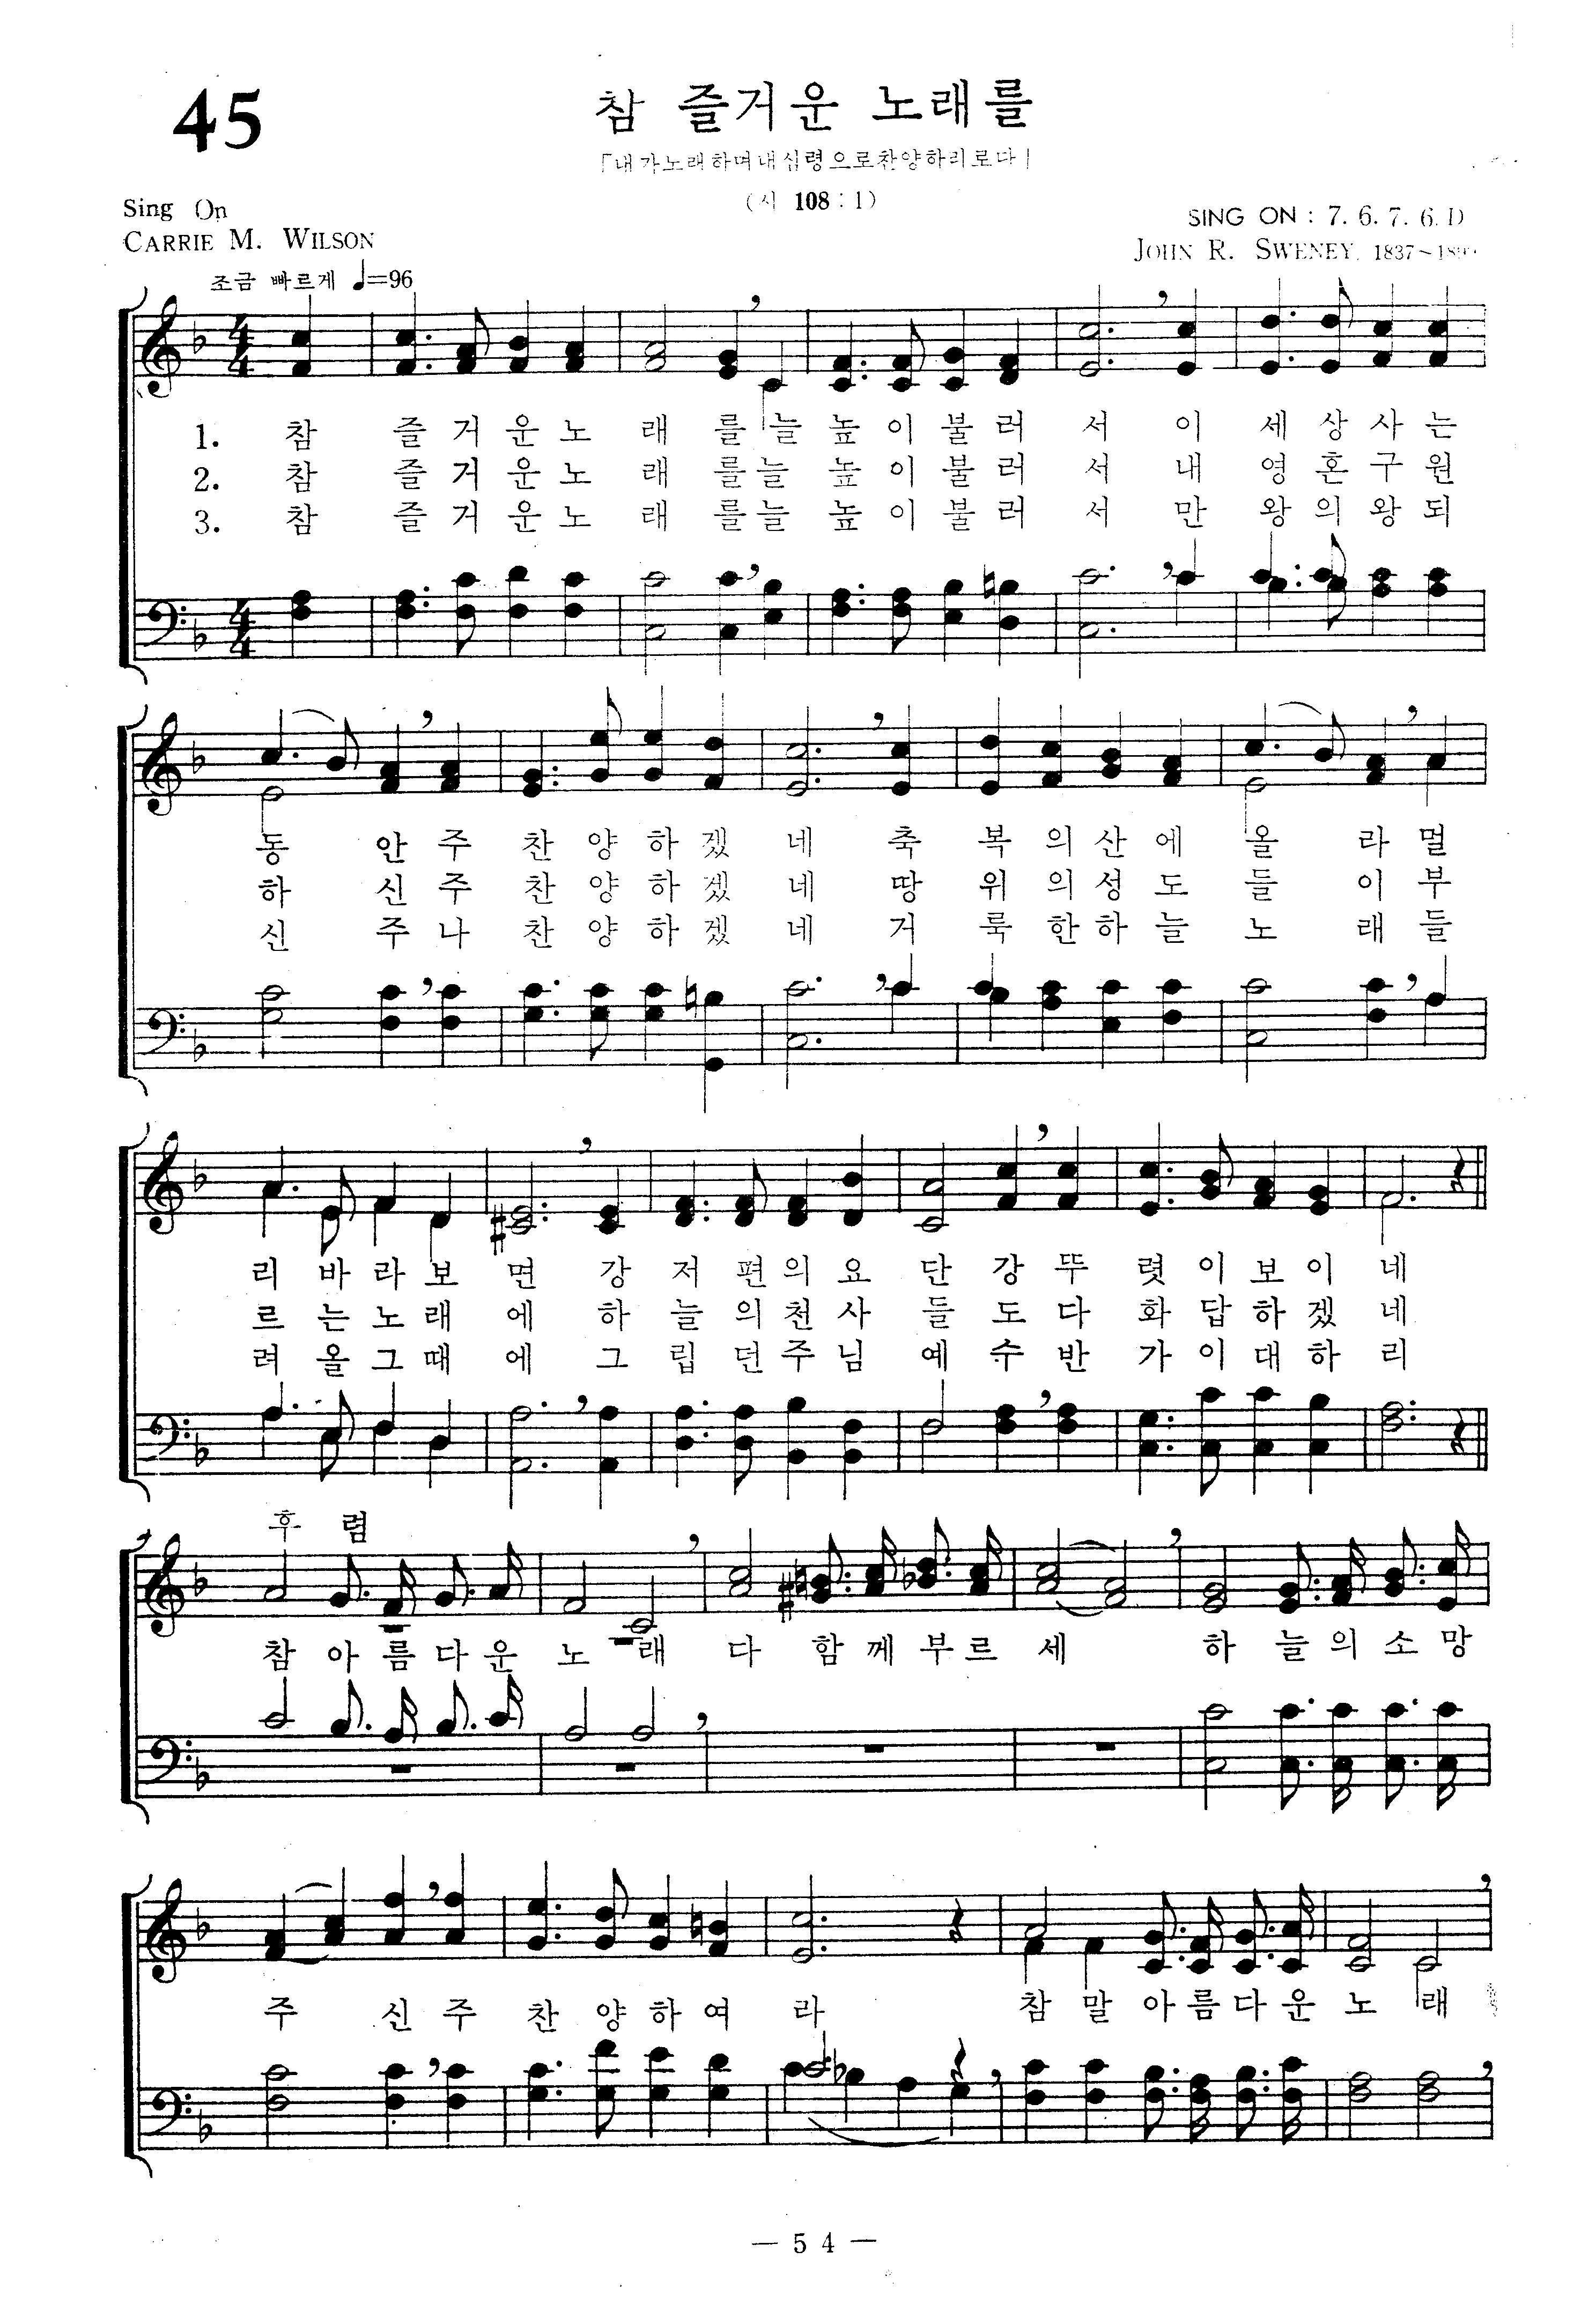 45
참 즐거운 노래를
「내가노래하며내심령으로찬양하리로다」
(시 108:1)
Sing On
CARRIE M. WILSON
SING ON : 7. 6. 7. 6. D
JOHN R. SWENEY, 1837~
조금 빠르게 ♩=96
1. 참 즐거운노래를늘높이불러서이세상사는
2. 참 즐거운노래를늘높이불러서내영혼구원
3. 참 즐거운노래를늘높이불러서만왕의왕되
동안주찬양하겠네축복의산에올라멀
하신주찬양하겠네땅위의성도들이부
신주나찬양하겠네거룩한하늘노래들
리바라보면강저편의요단강뚜렷이보이네
르는노래에하늘의천사들도다화답하겠네
려올그때에그립던주님예수반가이대하리
후렴
참아름다운노래다함께부르세하늘의소망
주신주찬양하여라참말아름다운노래
— 54 —